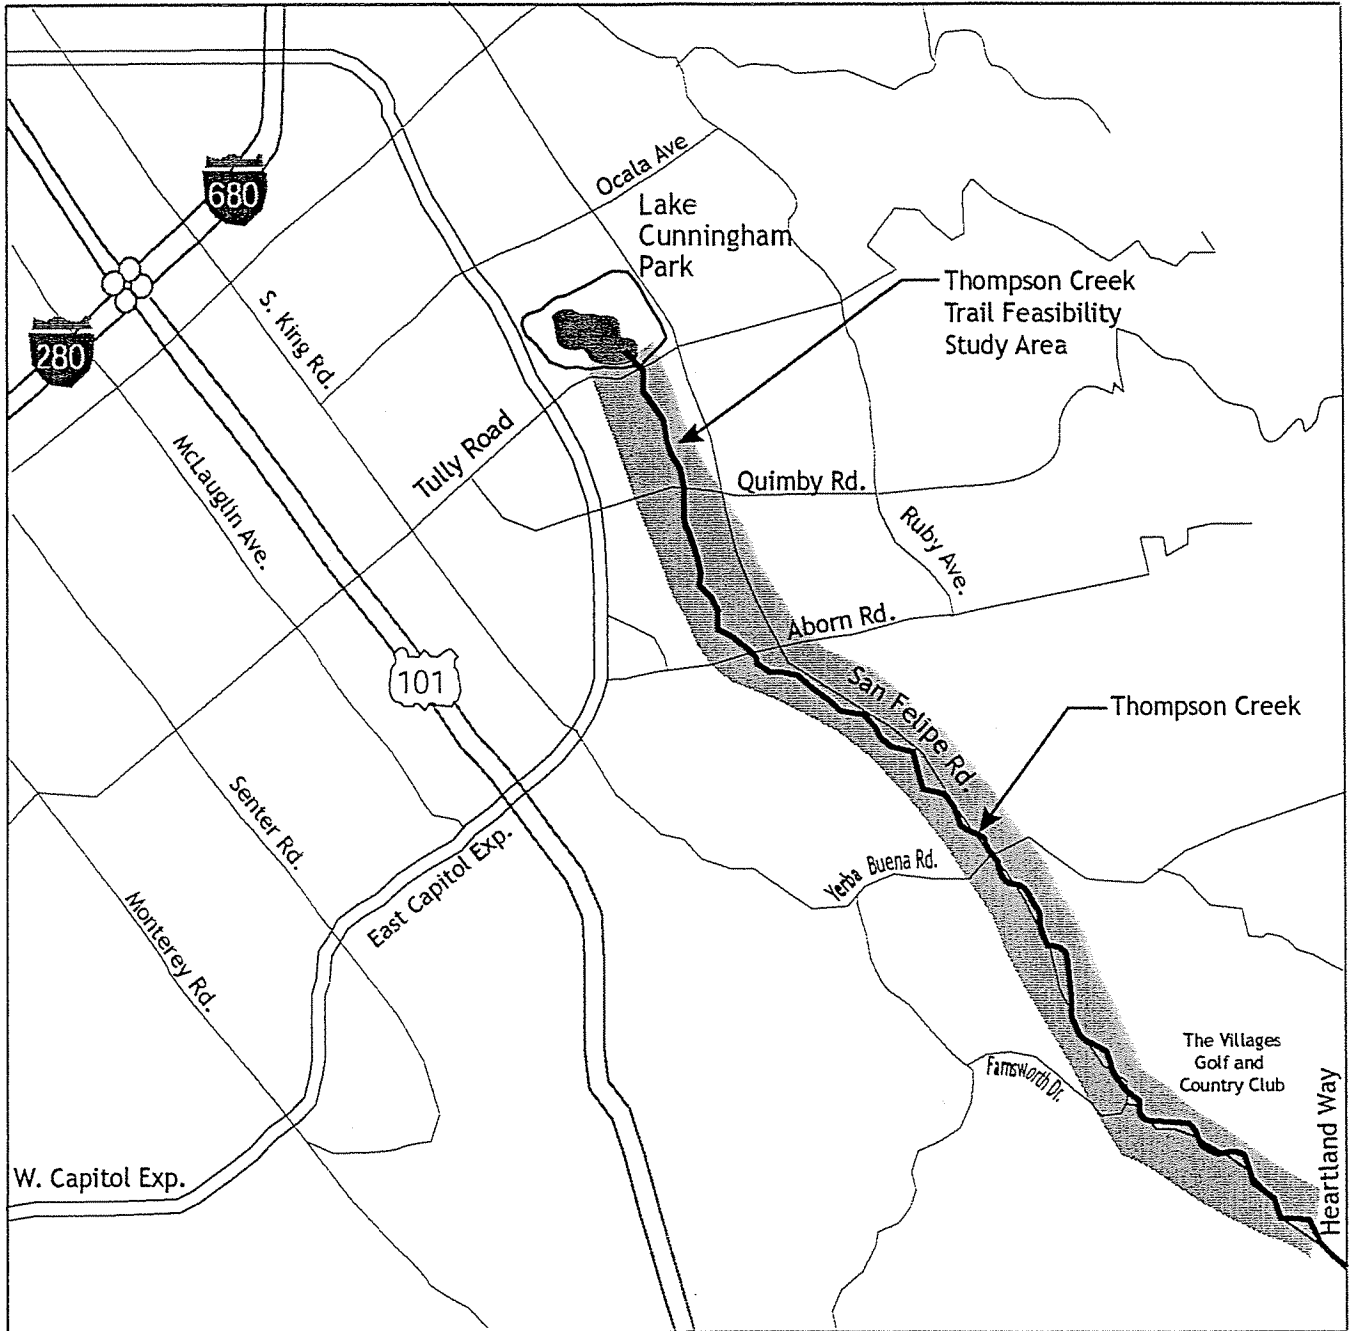 680
Ocala Ave
Lake
Cunningham
Park
Thompson Creek
Trail Feasibility
Study Area
280
S. King Rd.
McLauglin Ave.
Tully Road
Quimby Rd.
Ruby Ave.
Aborn Rd.
101
San Felipe Rd.
Thompson Creek
Senter Rd.
East Capitol Exp.
Yerba Buena Rd.
Monterey Rd.
The Villages
Golf and
Country Club
Farnsworth Dr.
Heartland Way
W. Capitol Exp.